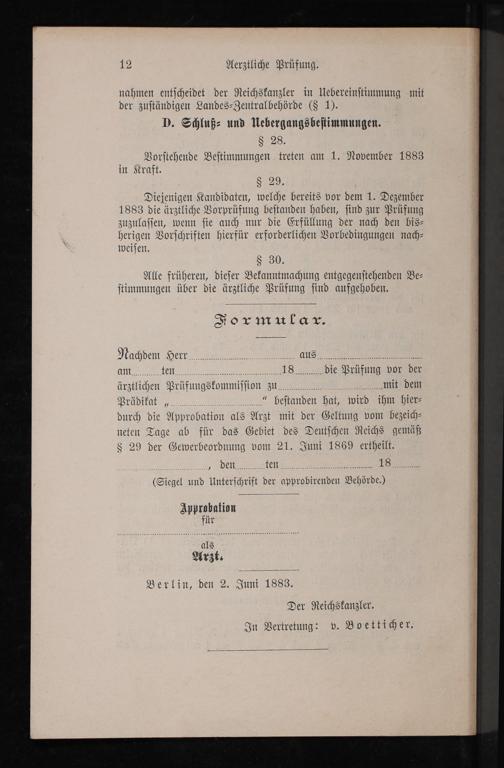 12 Aerztliche Prüfung.
nahmen entscheidet der Reichskanzler in Uebereinstimmung mit
der zuständigen Landes-Zentralbehörde (§ 1).
D. Schluß- und Uebergangsbestimmungen.
§ 28.
Vorstehende Bestimmungen treten am 1. November 1883
in Kraft.
§ 29.
Diejenigen Kandidaten, welche bereits vor dem 1. Dezember
1883 die ärztliche Vorprüfung bestanden haben, sind zur Prüfung
zuzulassen, wenn sie auch nur die Erfüllung der nach den bis-
herigen Vorschriften hierfür erforderlichen Vorbedingungen nach-
weisen.
§ 30.
Alle früheren, dieser Bekanntmachung entgegenstehenden Be-
stimmungen über die ärztliche Prüfung sind aufgehoben.
Formular.
Nachdem Herr aus
am ten 18 die Prüfung vor der
ärztlichen Prüfungskommission zu mit dem
Prädikat „ “ bestanden hat, wird ihm hier-
durch die Approbation als Arzt mit der Geltung vom bezeich-
neten Tage ab für das Gebiet des Deutschen Reichs gemäß
§ 29 der Gewerbeordnung vom 21. Juni 1869 ertheilt.
, den ten 18
(Siegel und Unterschrift der approbirenden Behörde.)
Approbation
für
als
Arzt.
Berlin, den 2. Juni 1883.
Der Reichskanzler.
In Vertretung: v. Boetticher.